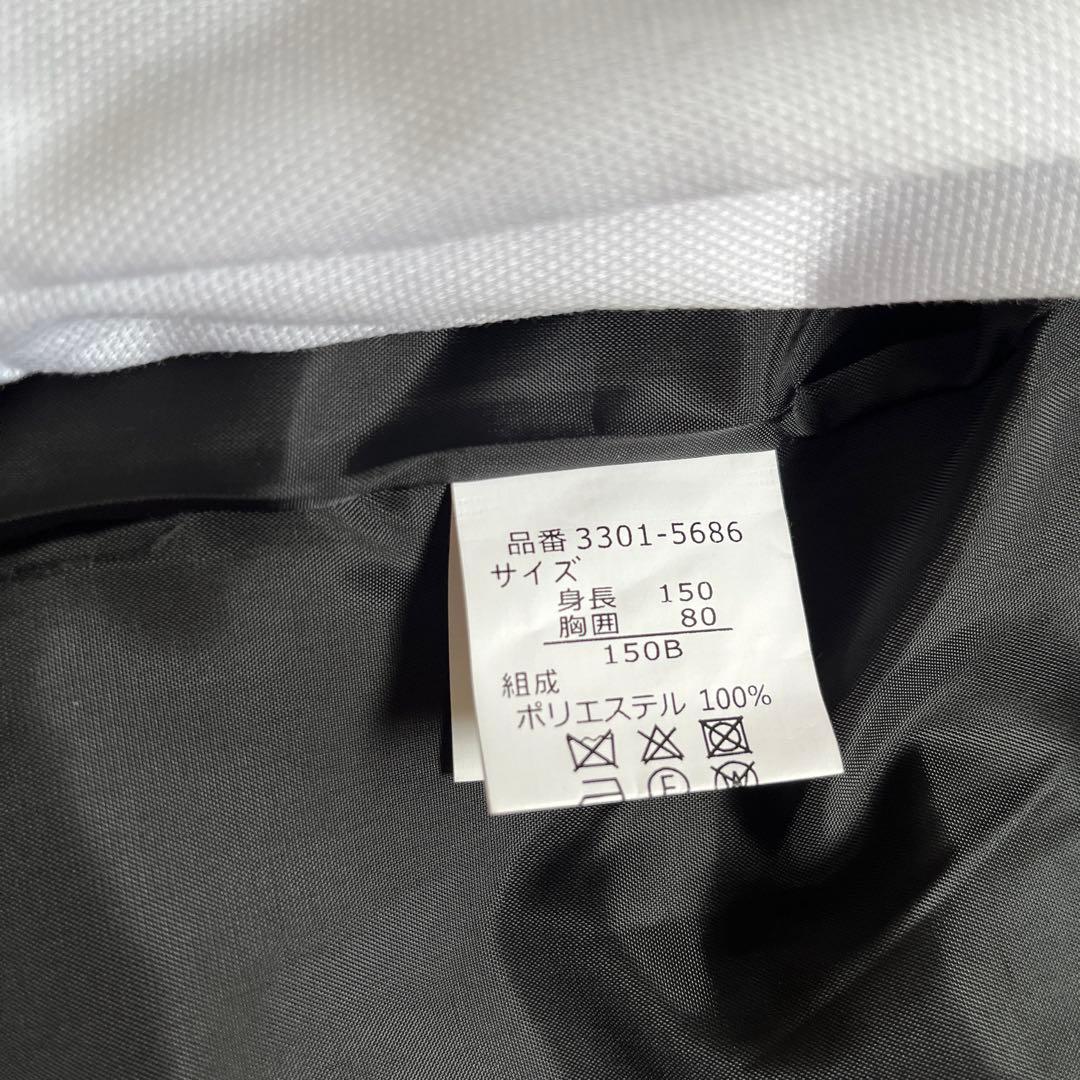 品番 3301-5686
サイズ
身長 150
胸囲 80
150B
組成
ポリエステル 100%